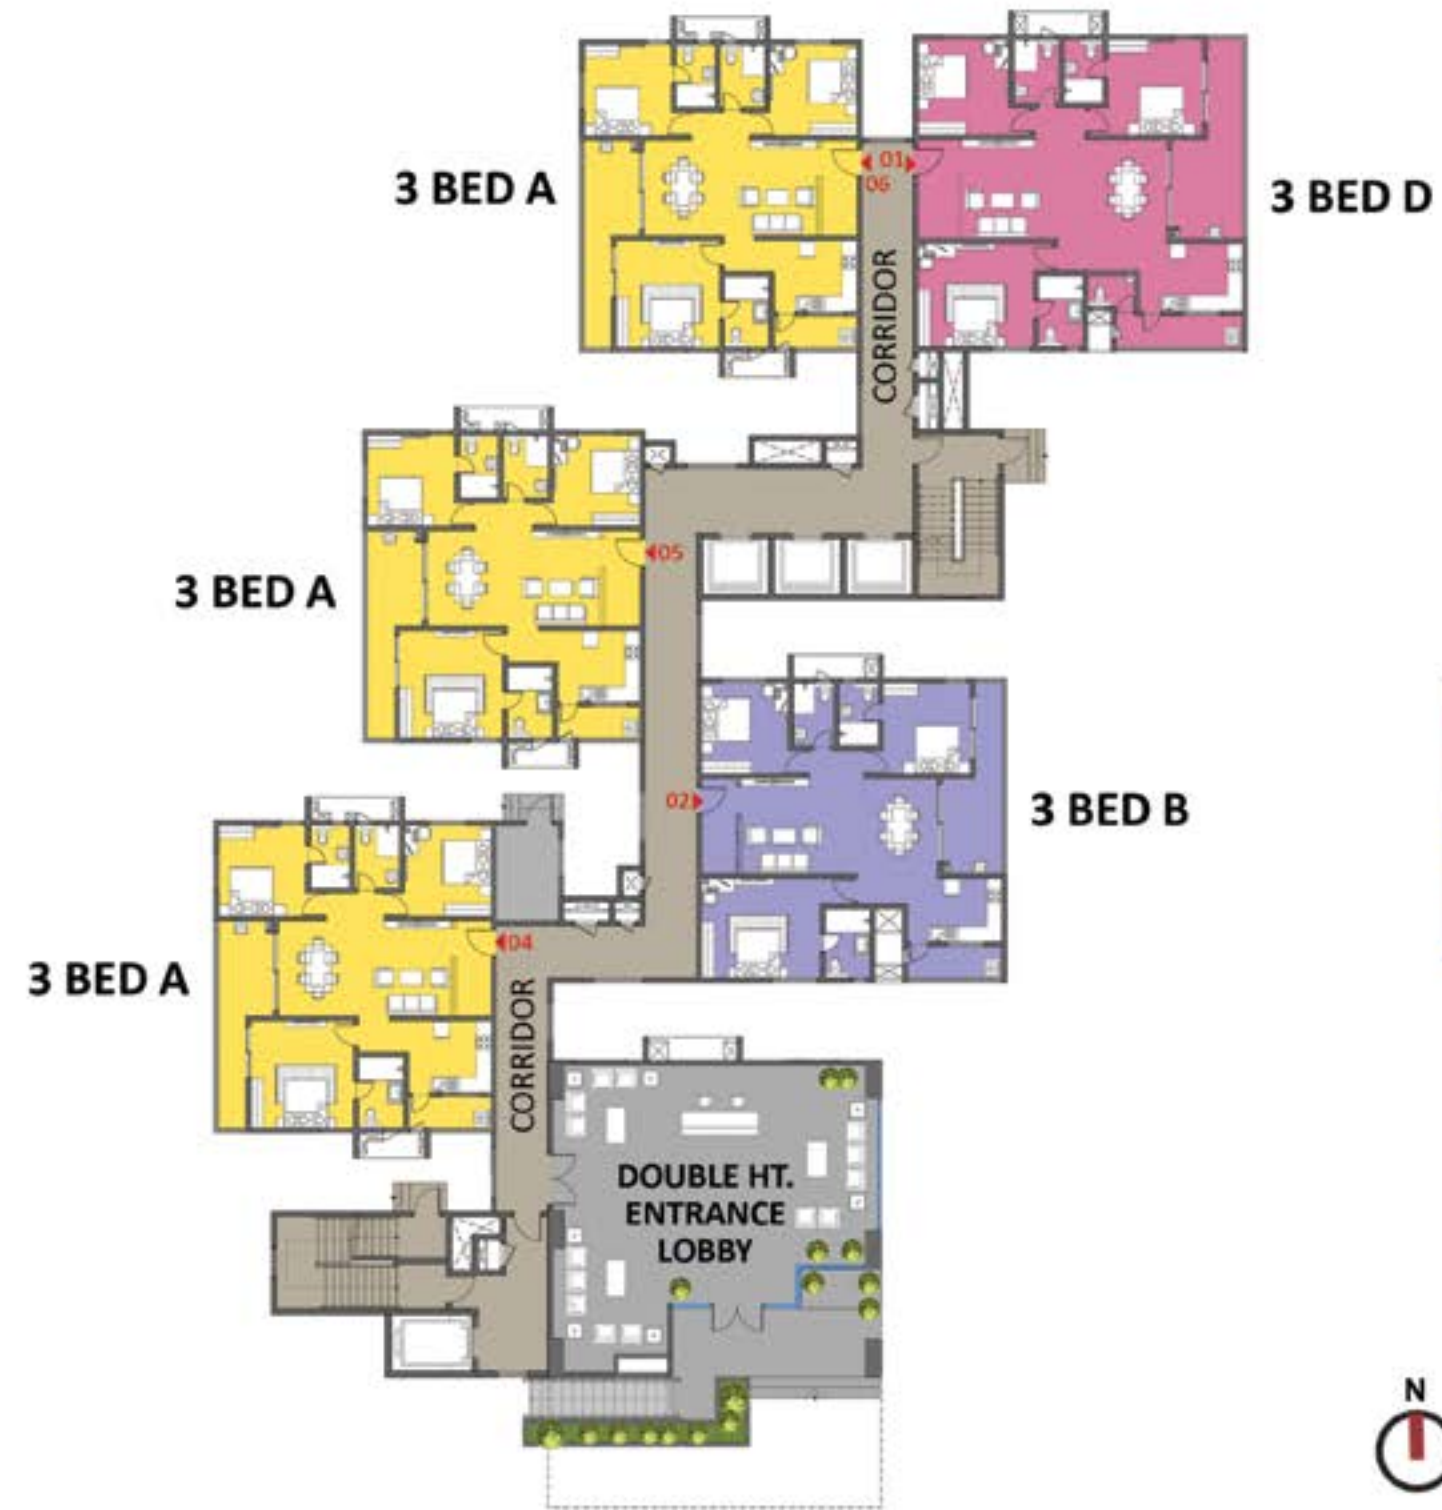 3 BED A
01
06
3 BED D
CORRIDOR
3 BED A
05
02
3 BED B
3 BED A
04
CORRIDOR
DOUBLE HT.
ENTRANCE
LOBBY
N